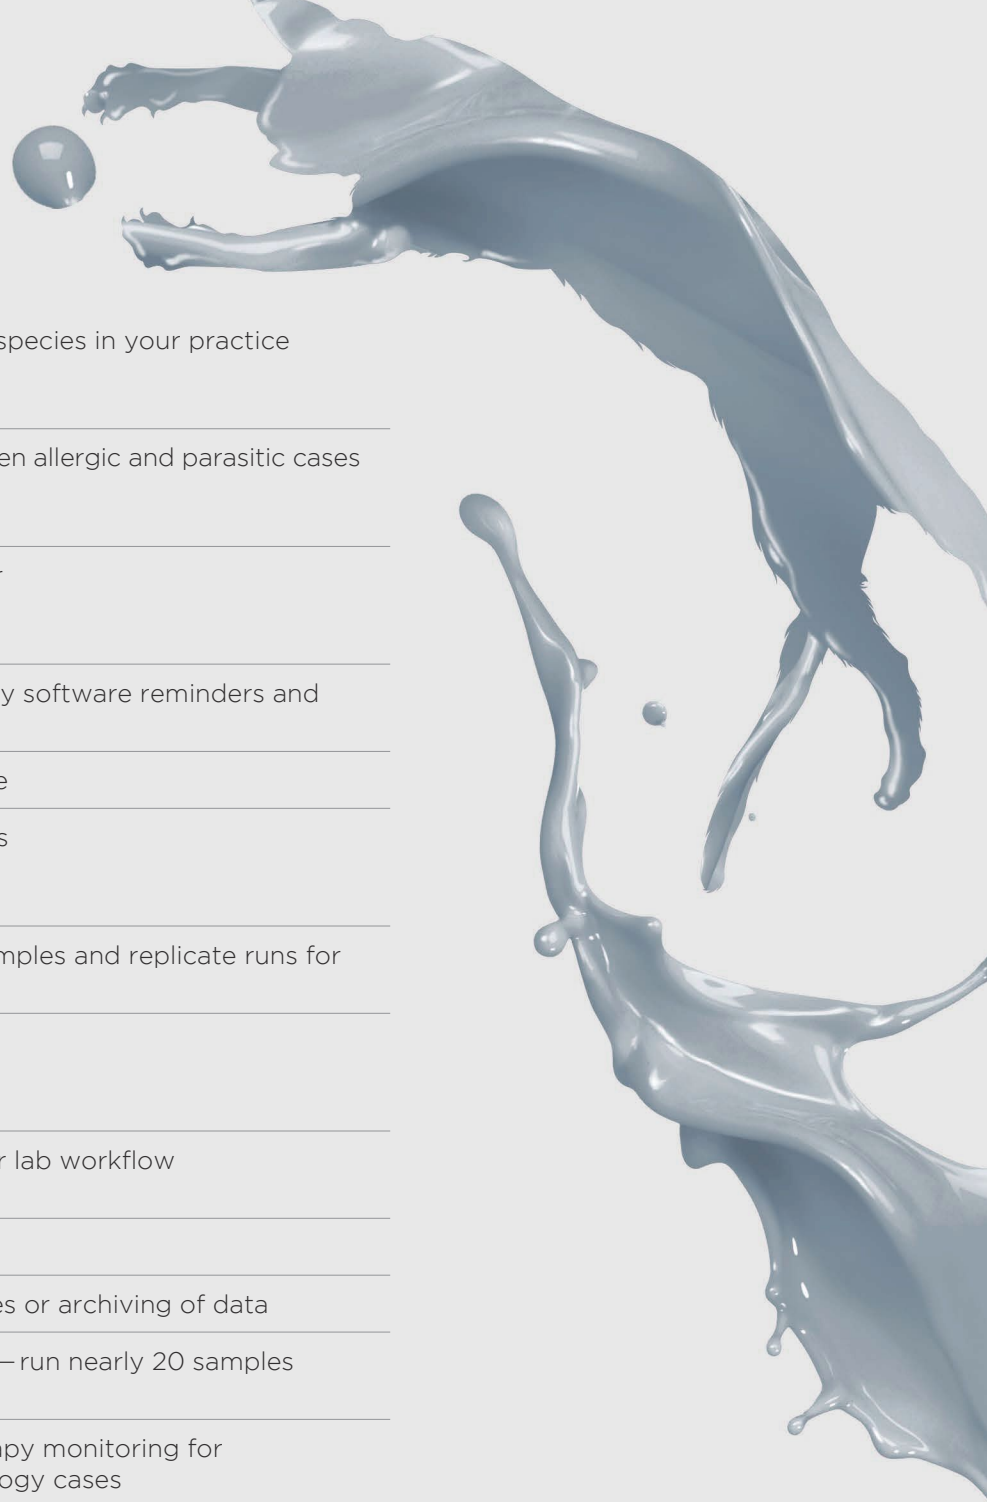 species in your practice
en allergic and parasitic cases
y software reminders and
e
s
mples and replicate runs for
r lab workflow
es or archiving of data
—run nearly 20 samples
apy monitoring for
ogy cases